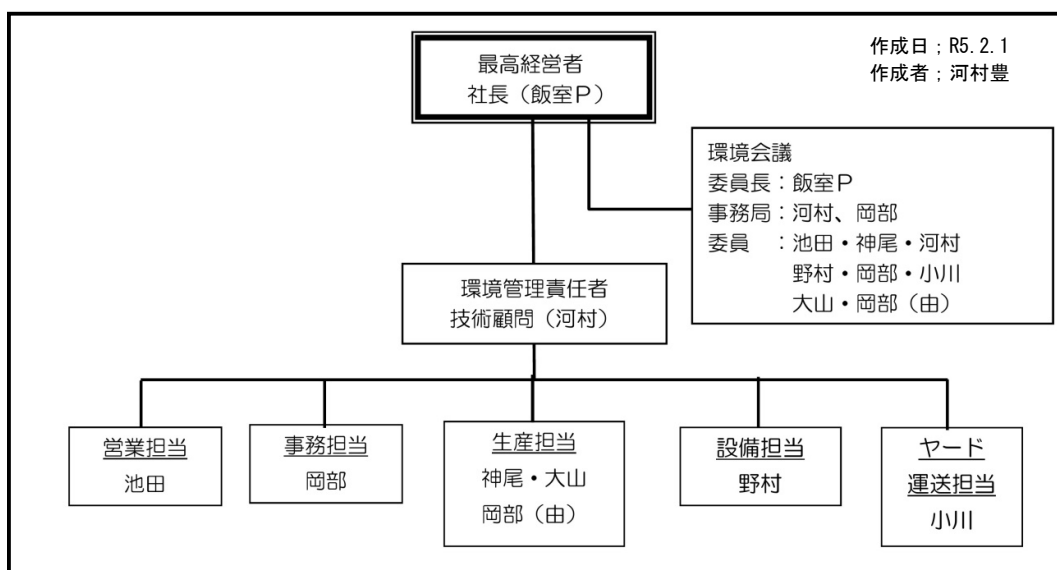 作成日;R5.2.1
作成者;河村豊
最高経営者
社長(飯室P)
環境会議
委員長:飯室P
事務局:河村、岡部
委員　:池田・神尾・河村
野村・岡部・小川
大山・岡部(由)
環境管理責任者
技術顧問(河村)
営業担当
池田
事務担当
岡部
生産担当
神尾・大山
岡部(由)
設備担当
野村
ヤード
運送担当
小川